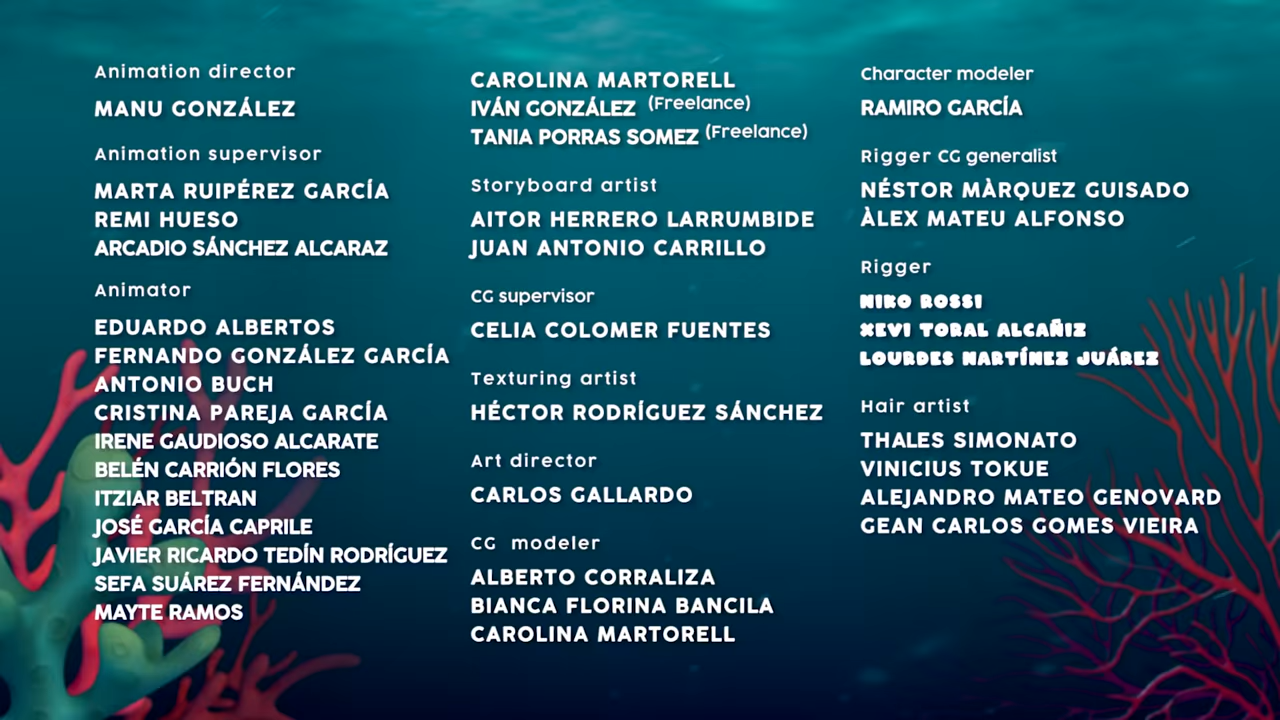 Animation director
MANU GONZÁLEZ
Animation supervisor
MARTA RUIPÉREZ GARCÍA
REMI HUESO
ARCADIO SÁNCHEZ ALCARAZ
Animator
EDUARDO ALBERTOS
FERNANDO GONZÁLEZ GARCÍA
ANTONIO BUCH
CRISTINA PAREJA GARCÍA
IRENE GAUDIOSO ALCARATE
BELÉN CARRIÓN FLORES
ITZIAR BELTRAN
JOSÉ GARCÍA CAPRILE
JAVIER RICARDO TEDÍN RODRÍGUEZ
SEFA SUÁREZ FERNÁNDEZ
MAYTE RAMOS
CAROLINA MARTORELL
IVÁN GONZÁLEZ (Freelance)
TANIA PORRAS SOMEZ (Freelance)
Storyboard artist
AITOR HERRERO LARRUMBIDE
JUAN ANTONIO CARRILLO
CG supervisor
CELIA COLOMER FUENTES
Texturing artist
HÉCTOR RODRÍGUEZ SÁNCHEZ
Art director
CARLOS GALLARDO
CG modeler
ALBERTO CORRALIZA
BIANCA FLORINA BANCILA
CAROLINA MARTORELL
Character modeler
RAMIRO GARCÍA
Rigger CG generalist
NÉSTOR MÀRQUEZ GUISADO
ÀLEX MATEU ALFONSO
Rigger
NIKO ROSSI
XEVI TORAL ALCAÑIZ
LOURDES MARTÍNEZ JUÁREZ
Hair artist
THALES SIMONATO
VINICIUS TOKUE
ALEJANDRO MATEO GENOVARD
GEAN CARLOS GOMES VIEIRA